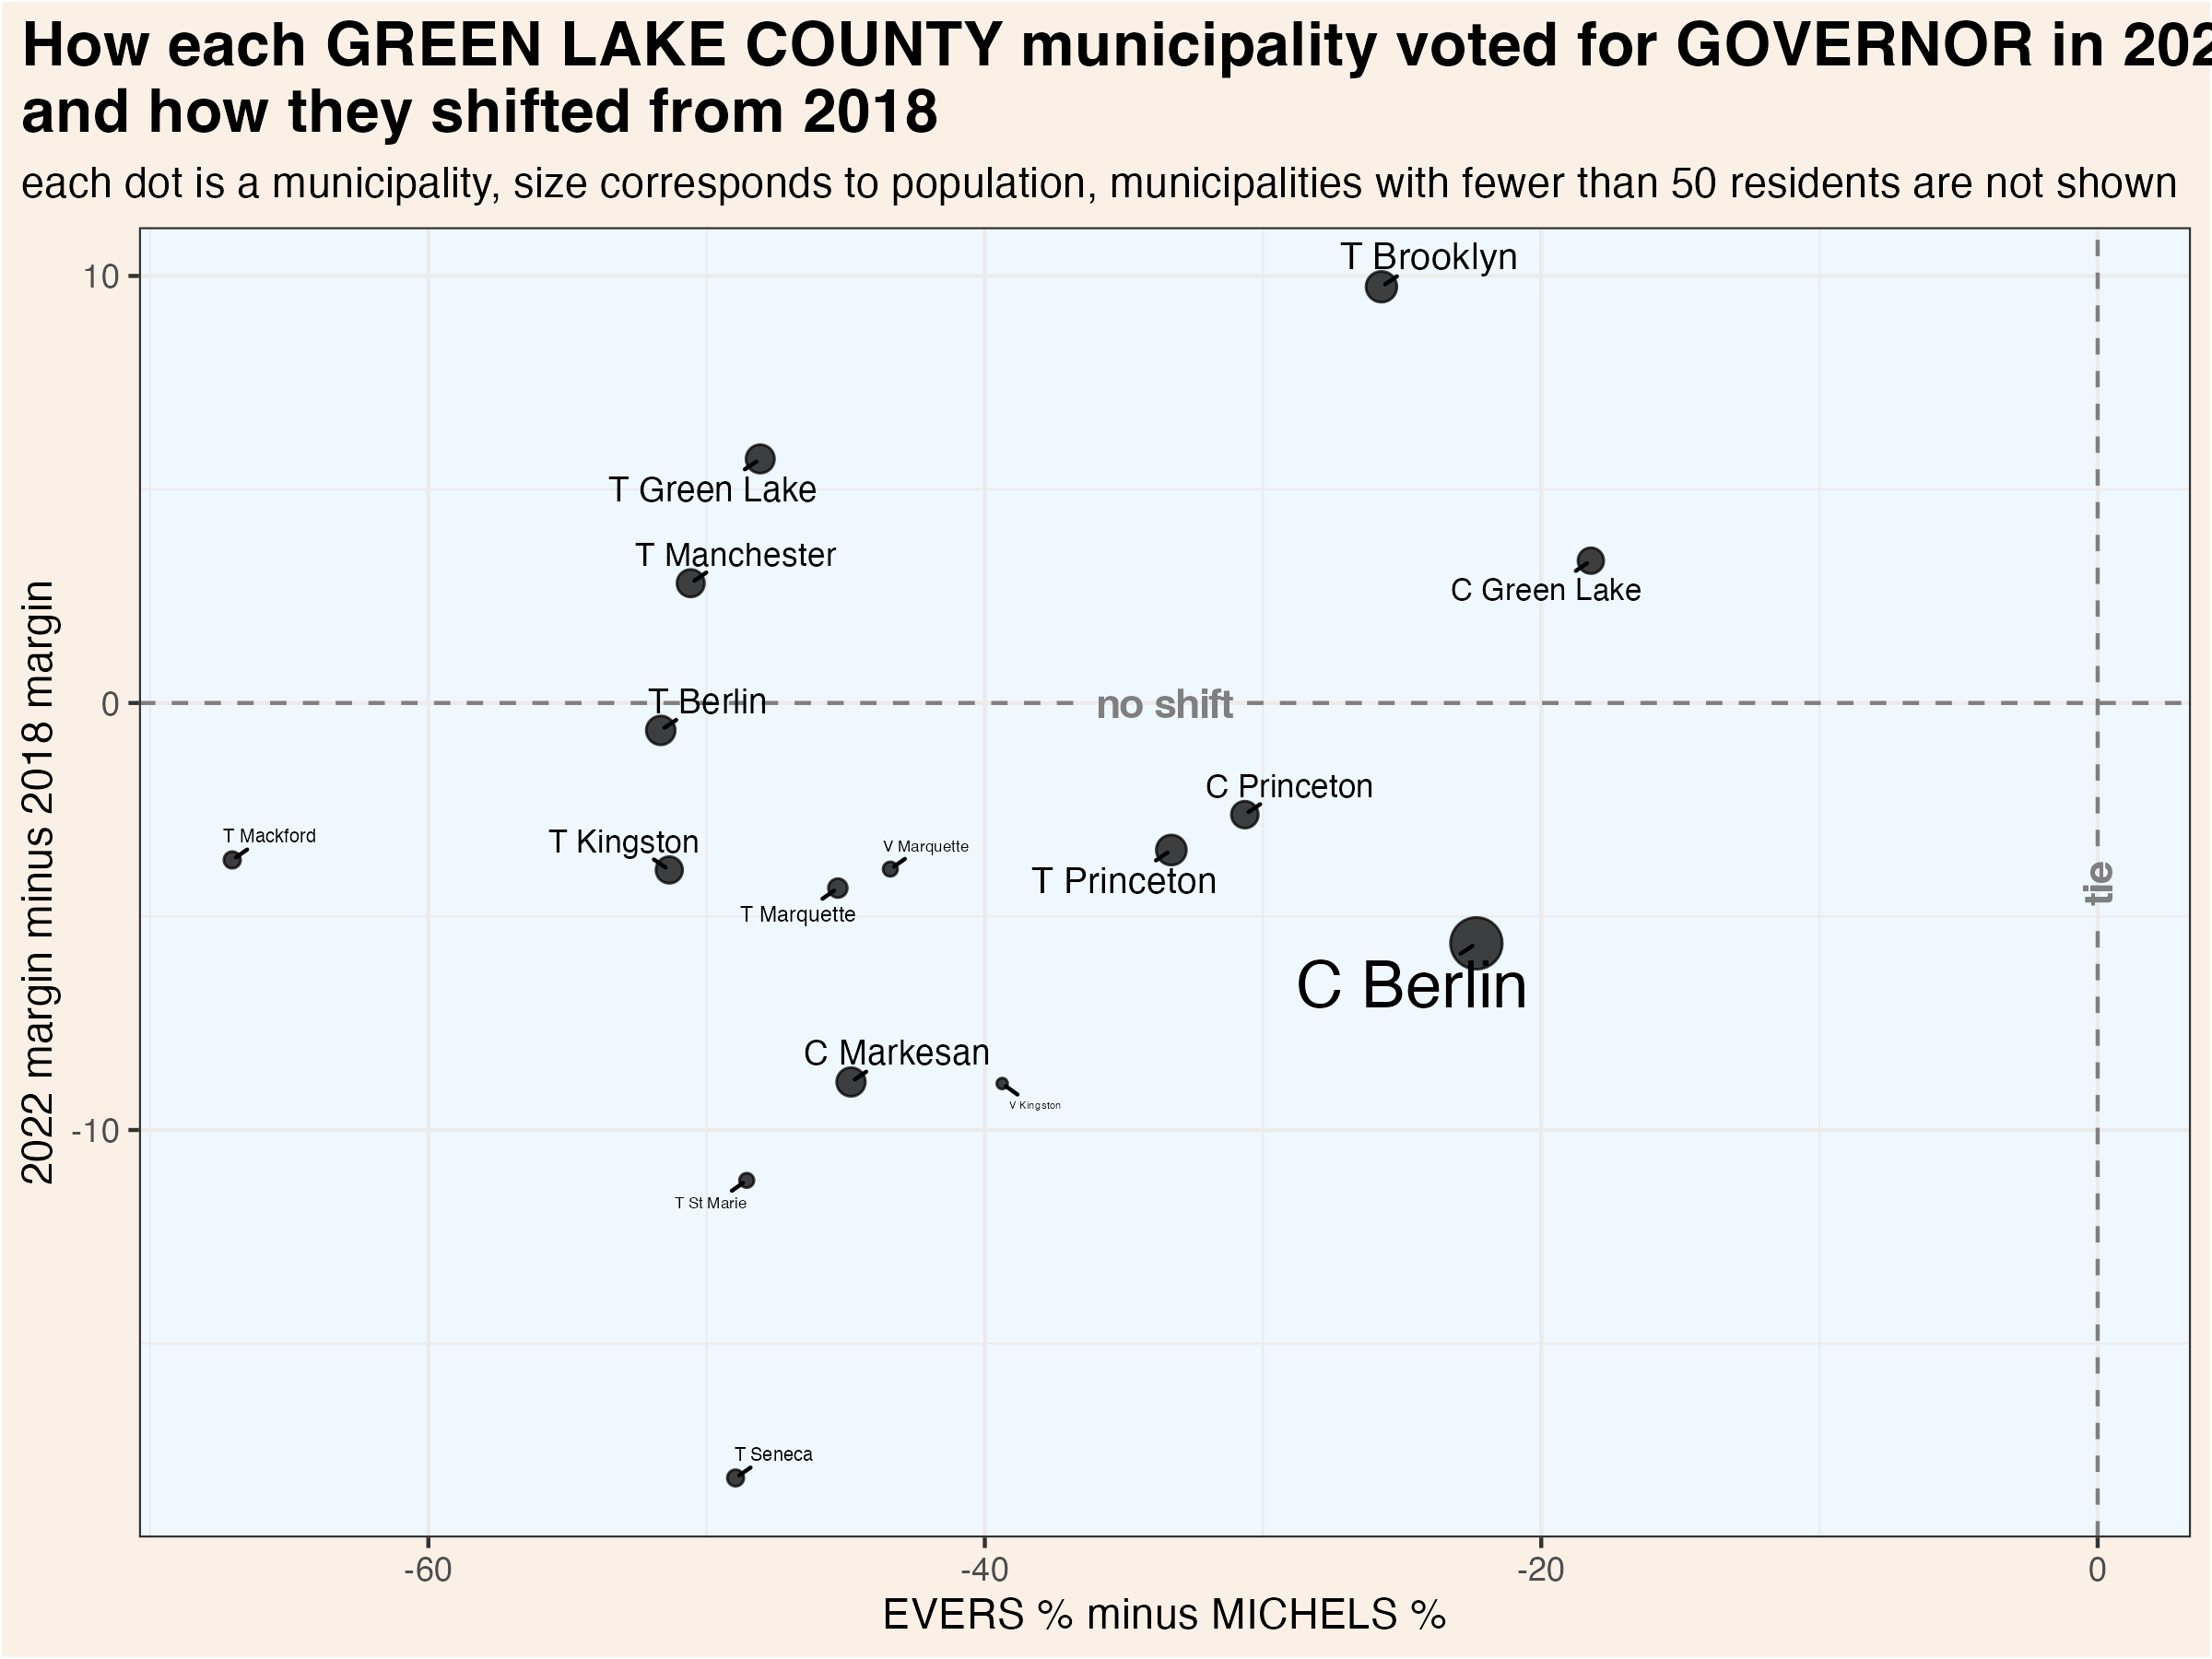 How each GREEN LAKE COUNTY municipality voted for GOVERNOR in 202
and how they shifted from 2018
each dot is a municipality, size corresponds to population, municipalities with fewer than 50 residents are not shown
T Brooklyn
10
T Green Lake
T Manchester
C Green Lake
T Berlin
0
no shift
C Princeton
T Mackford
T Kingston
V Marquette
T Princeton
T Marquette
tie
C Berlin
C Markesan
V Kingston
-10
T St Marie
T Seneca
2022 margin minus 2018 margin
-60
-40
-20
0
EVERS % minus MICHELS %